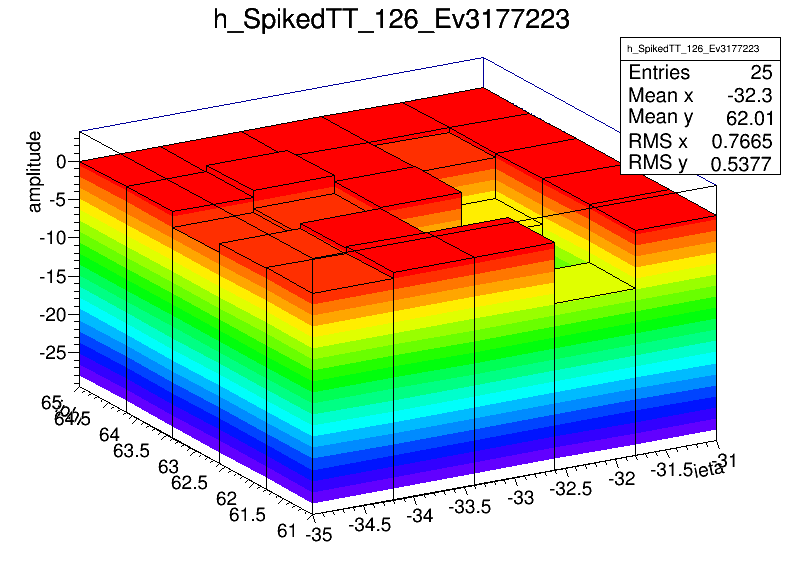 h_SpikedTT_126_Ev3177223
h_SpikedTT_126_Ev3177223
Entries 25
Mean x -32.3
Mean y 62.01
RMS x 0.7665
RMS y 0.5377
amplitude
0
-5
-10
-15
-20
-25
65
64.5
64
63.5
63
62.5
62
61.5
61
-35
-34.5
-34
-33.5
-33
-32.5
-32
-31.5
-31
ieta